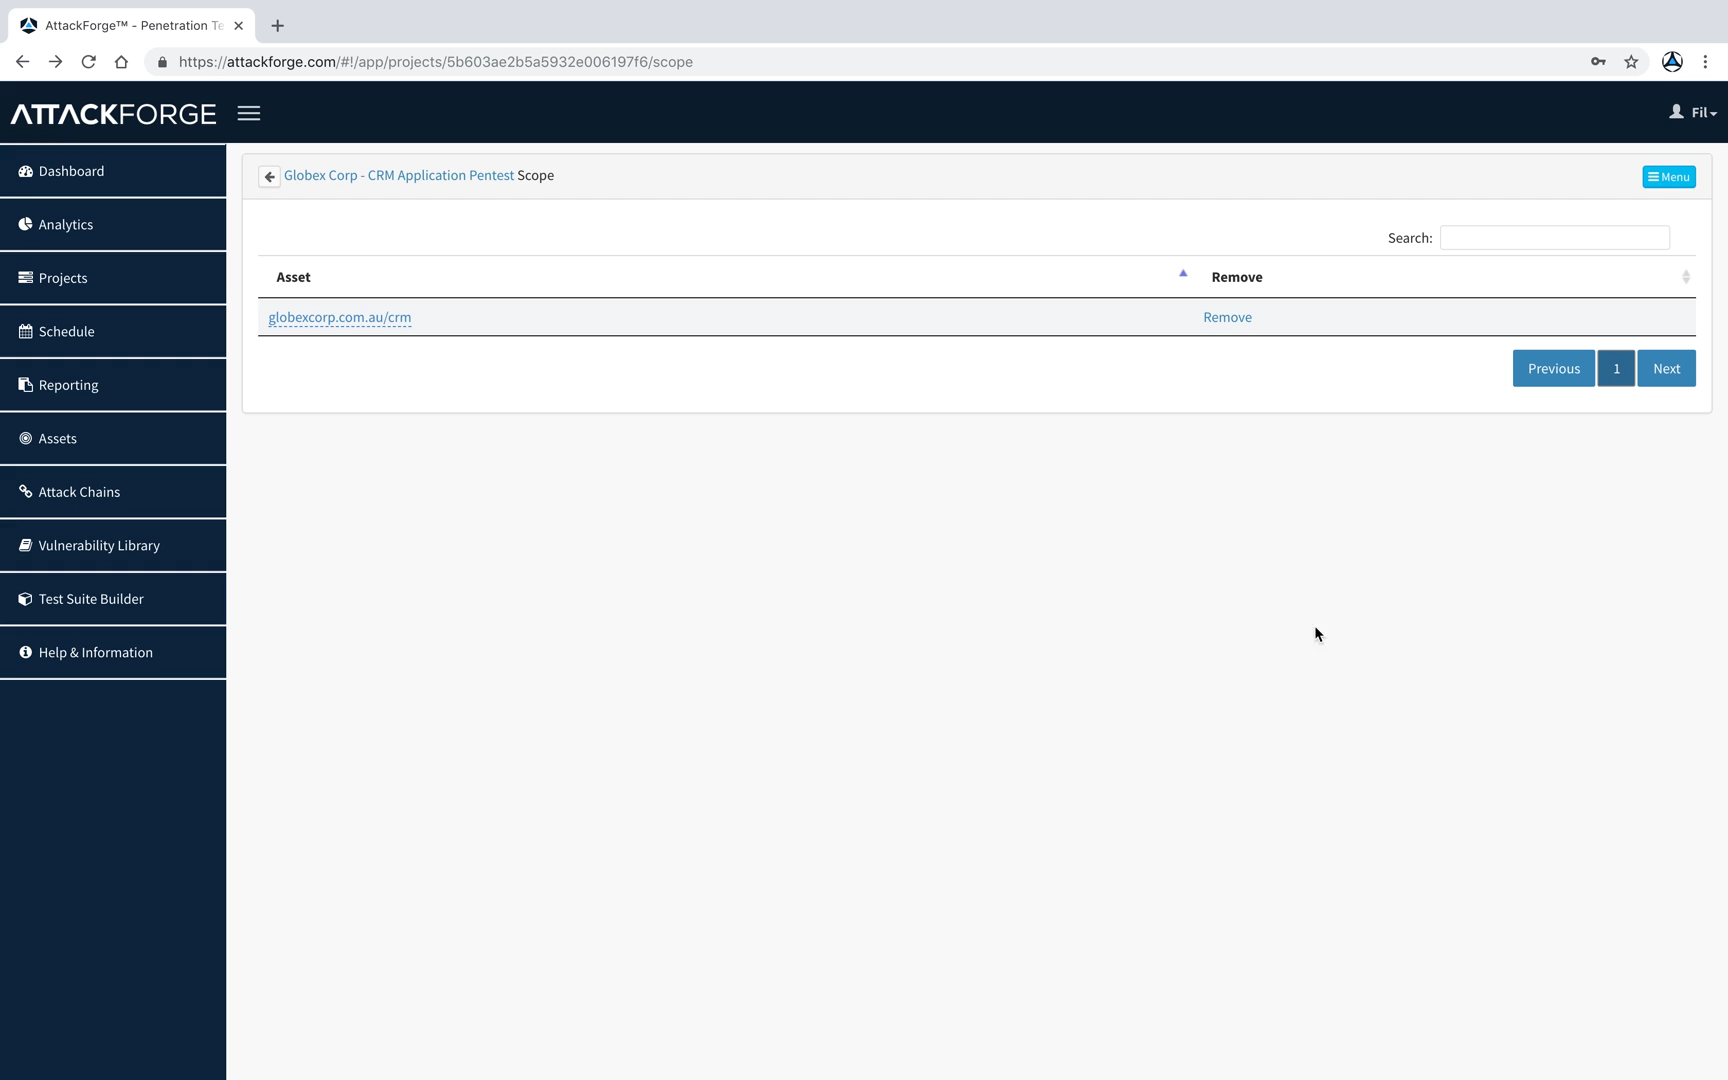 AttackForge™ - Penetration Te
https://attackforge.com/#!/app/projects/5b603ae2b5a5932e006197f6/scope
ATTACKFORGE
Fil
Dashboard
Analytics
Projects
Schedule
Reporting
Assets
Attack Chains
Vulnerability Library
Test Suite Builder
Help & Information
Globex Corp - CRM Application Pentest Scope
Menu
Search:
Asset Remove
globexcorp.com.au/crm Remove
Previous 1 Next